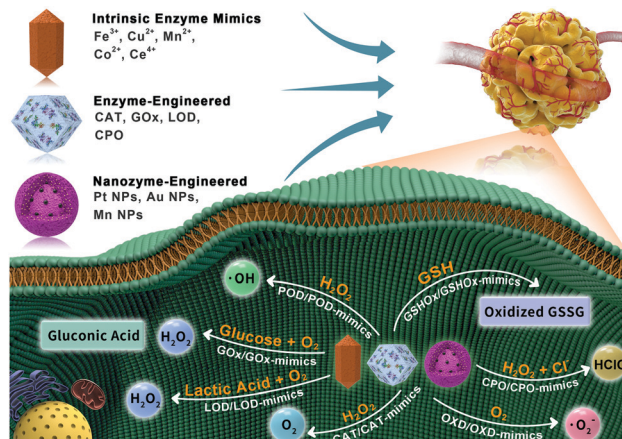 Intrinsic Enzyme Mimics
Fe³⁺, Cu²⁺, Mn²⁺,
Co²⁺, Ce⁴⁺
Enzyme-Engineered
CAT, GOx, LOD,
CPO
Nanozyme-Engineered
Pt NPs, Au NPs,
Mn NPs
·OH
H₂O₂
POD/POD-mimics
GSH
GSHOx/GSHOx-mimics
Oxidized GSSG
Gluconic Acid
H₂O₂
Glucose + O₂
GOx/GOx-mimics
H₂O₂ + Cl⁻
CPO/CPO-mimics
HClO
H₂O₂
Lactic Acid + O₂
LOD/LOD-mimics
O₂
H₂O₂
CAT/CAT-mimics
O₂
OXD/OXD-mimics
·O₂⁻